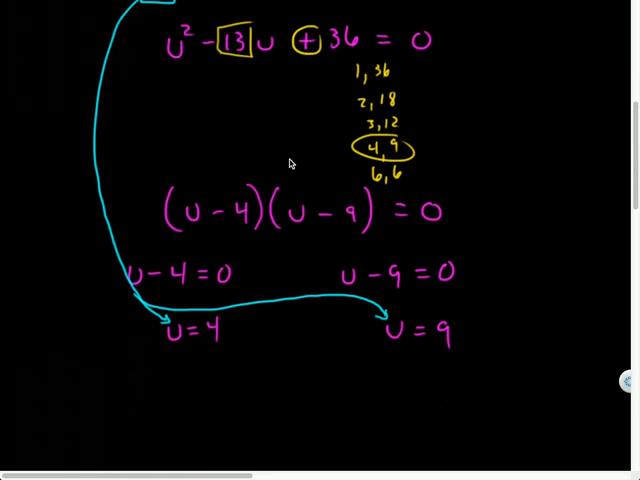 u² - 13u + 36 = 0
1, 36
2, 18
3, 12
4, 9
6, 6
(u - 4)(u - 9) = 0
u - 4 = 0 u - 9 = 0
u = 4 u = 9